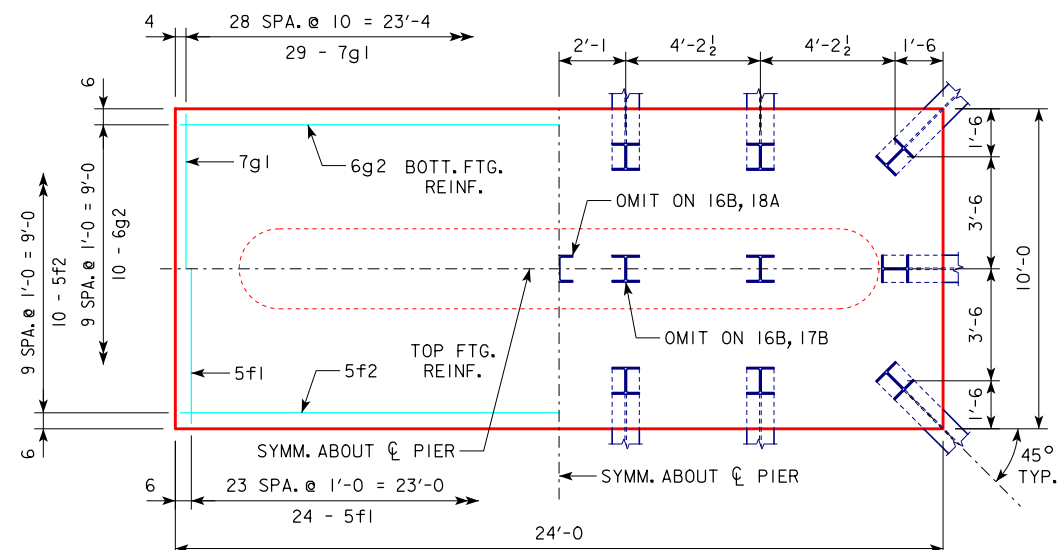 4
28 SPA. @ 10 = 23'-4
29 - 7g1
2'-1
4'-2½
4'-2½
1'-6
6
7g1
6g2
BOTT. FTG.
REINF.
OMIT ON 16B, 18A
1'-6
3'-6
10'-0
3'-6
1'-6
9 SPA. @ 1'-0 = 9'-0
10 - 5f2
9 SPA. @ 1'-0 = 9'-0
10 - 6g2
OMIT ON 16B, 17B
TOP FTG.
REINF.
5f1
5f2
6
SYMM. ABOUT ℄ PIER
SYMM. ABOUT ℄ PIER
45°
TYP.
6
23 SPA. @ 1'-0 = 23'-0
24 - 5f1
24'-0